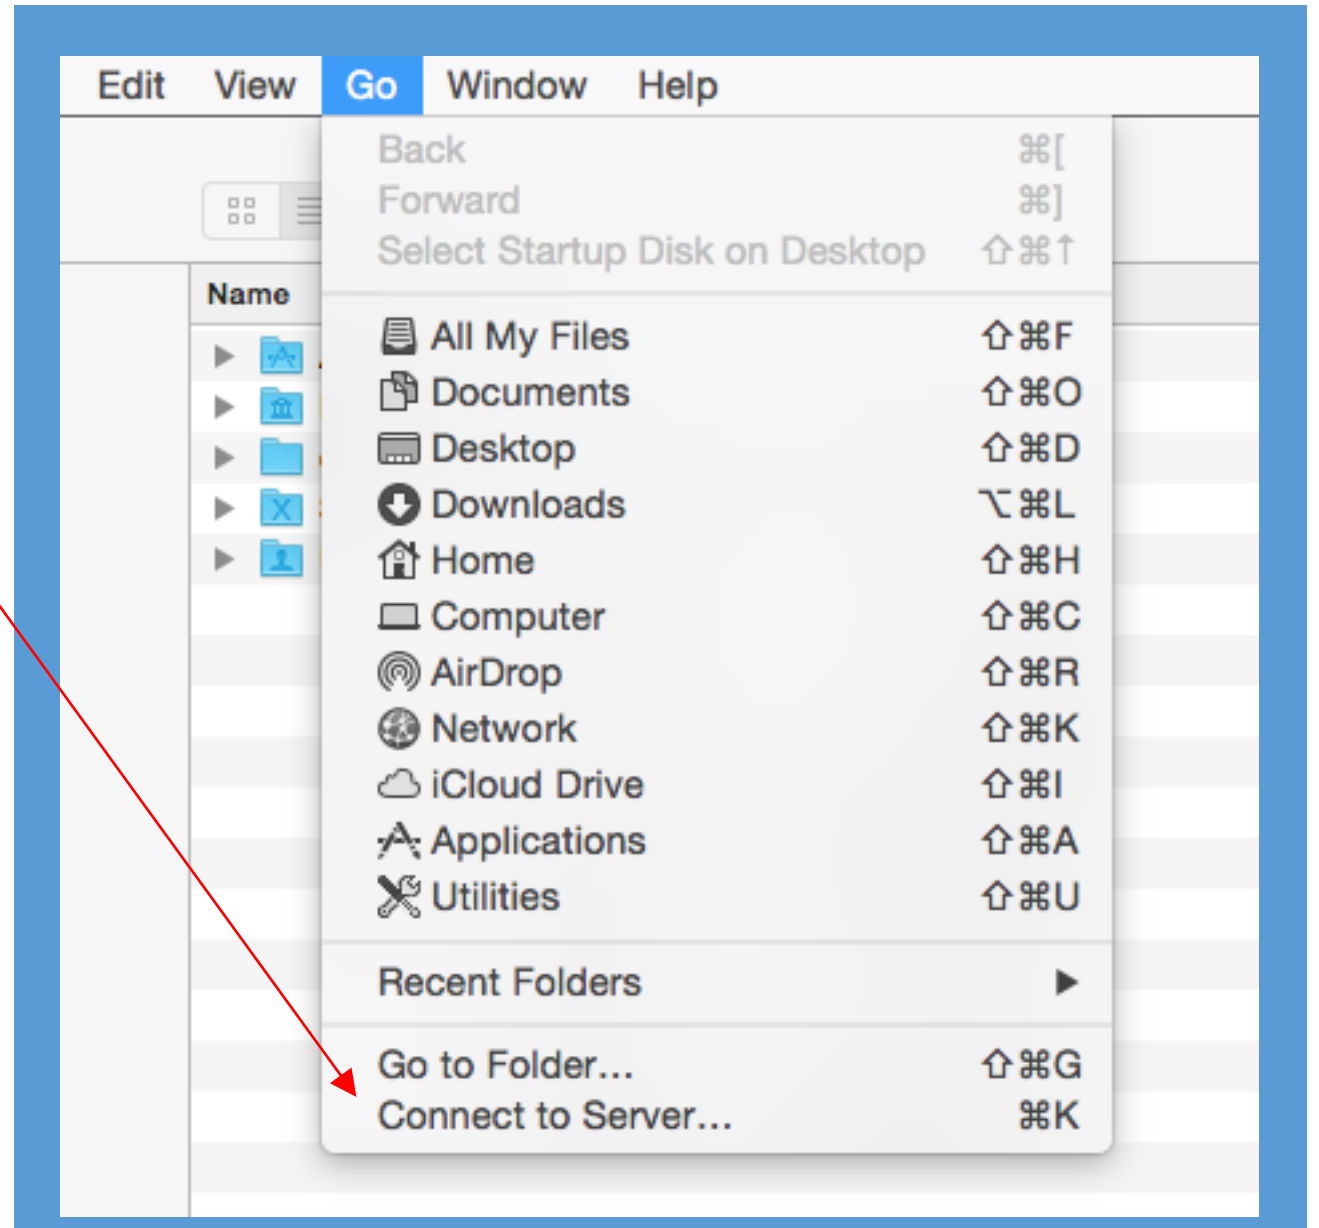 Edit View Go Window Help
Back ⌘[
Forward ⌘]
Select Startup Disk on Desktop ⇧⌘↑
Name
All My Files ⇧⌘F
Documents ⇧⌘O
Desktop ⇧⌘D
Downloads ⌥⌘L
Home ⇧⌘H
Computer ⇧⌘C
AirDrop ⇧⌘R
Network ⇧⌘K
iCloud Drive ⇧⌘I
Applications ⇧⌘A
Utilities ⇧⌘U
Recent Folders ▶
Go to Folder... ⇧⌘G
Connect to Server... ⌘K